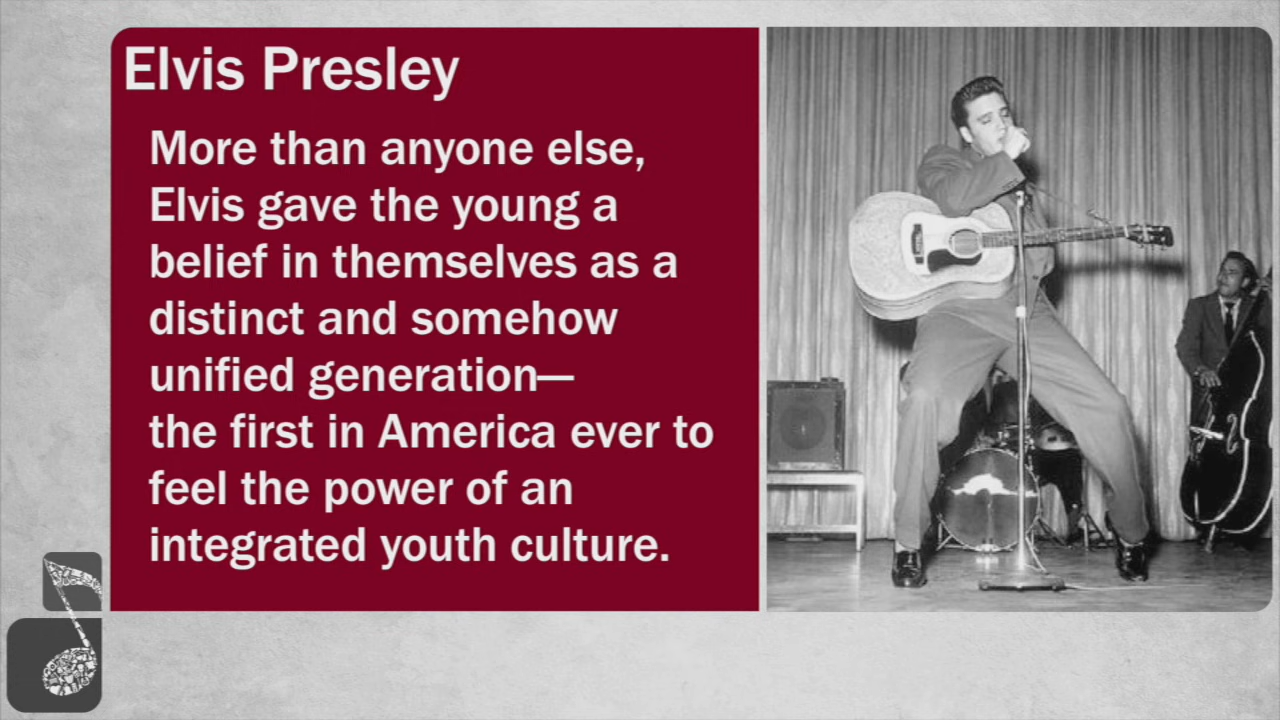 Elvis Presley
More than anyone else,
Elvis gave the young a
belief in themselves as a
distinct and somehow
unified generation—
the first in America ever to
feel the power of an
integrated youth culture.